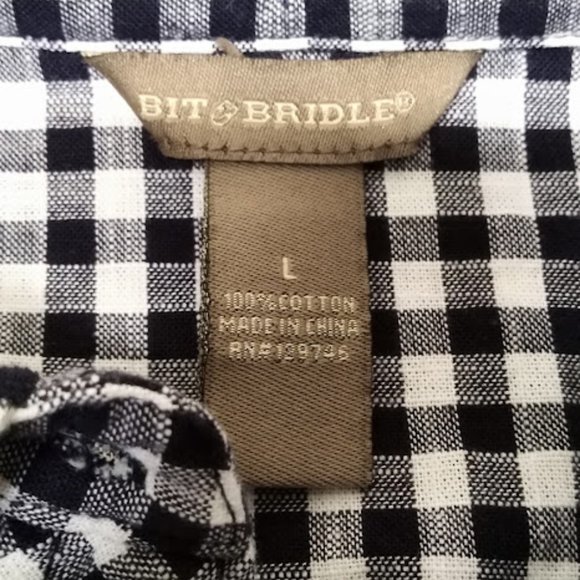 BIT & BRIDLE®
L
100% COTTON
MADE IN CHINA
RN# 139746